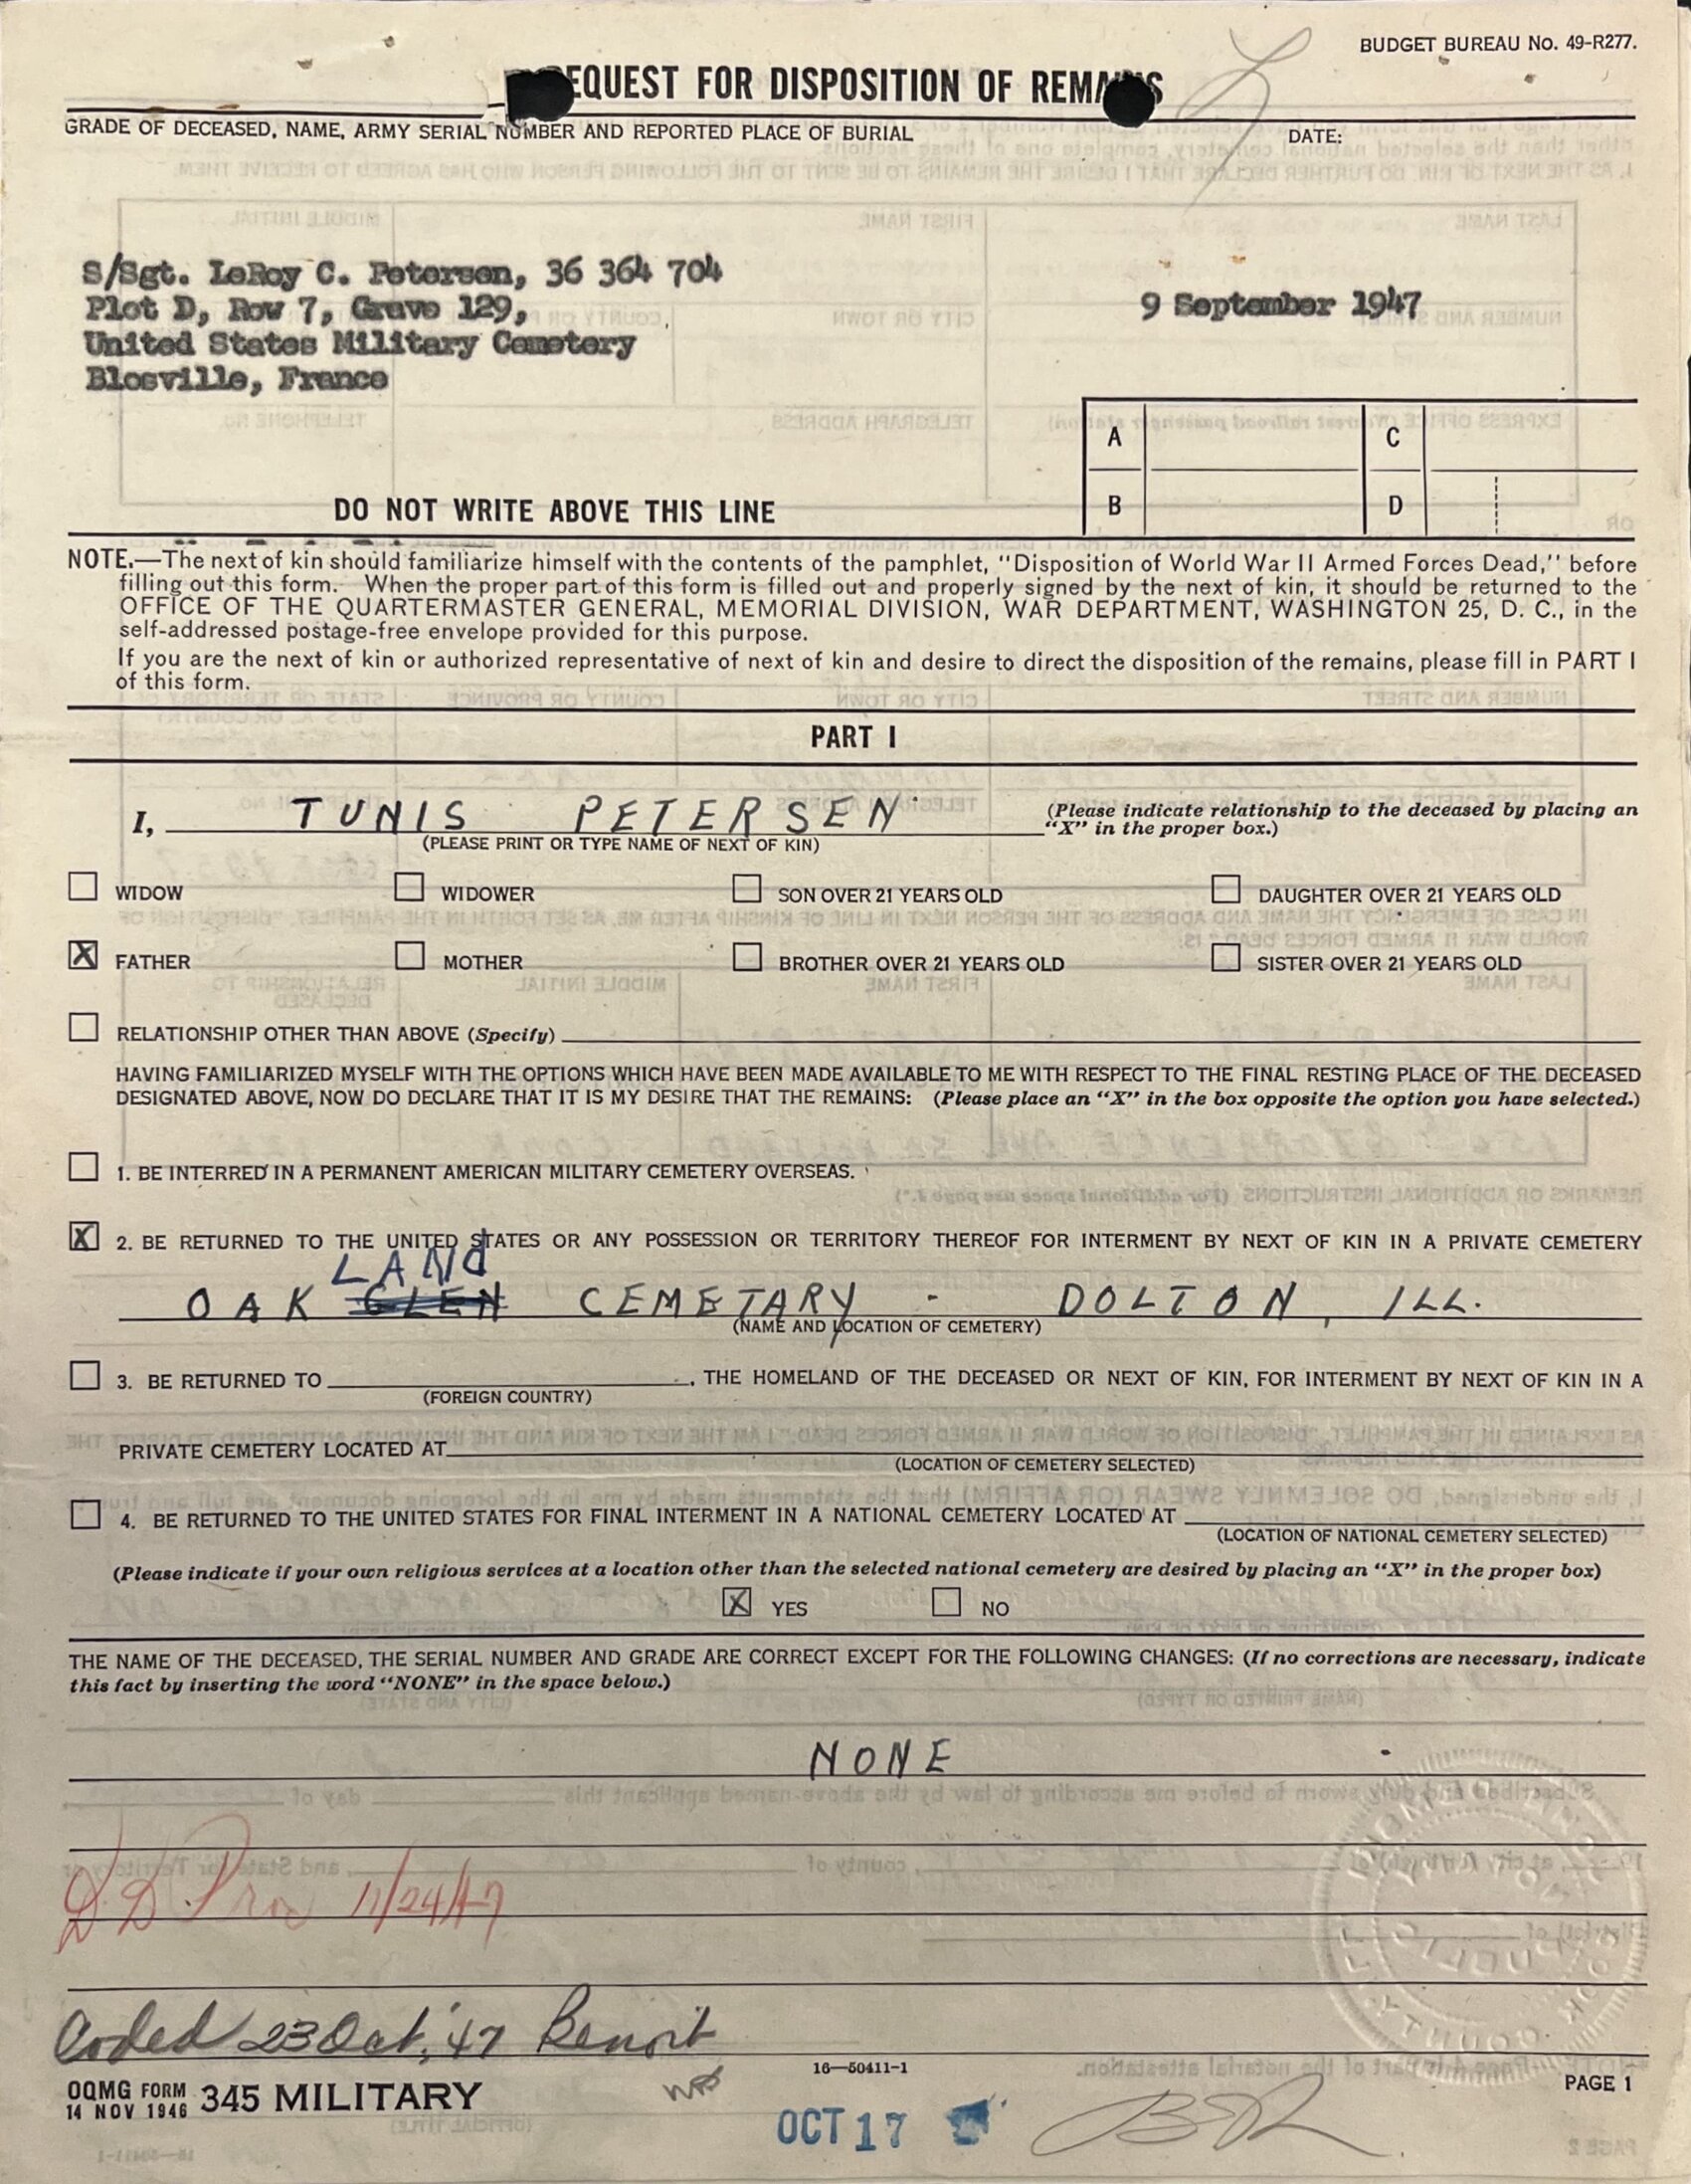 BUDGET BUREAU No. 49-R277.
REQUEST FOR DISPOSITION OF REMAINS
GRADE OF DECEASED, NAME, ARMY SERIAL NUMBER AND REPORTED PLACE OF BURIAL
DATE:
S/Sgt. LeRoy C. Petersen, 36 364 704
Plot D, Row 7, Grave 129,
United States Military Cemetery
Blosville, France
9 September 1947
A
C
B
D
DO NOT WRITE ABOVE THIS LINE
NOTE.—The next of kin should familiarize himself with the contents of the pamphlet, "Disposition of World War II Armed Forces Dead," before
filling out this form. When the proper part of this form is filled out and properly signed by the next of kin, it should be returned to the
OFFICE OF THE QUARTERMASTER GENERAL, MEMORIAL DIVISION, WAR DEPARTMENT, WASHINGTON 25, D. C., in the
self-addressed postage-free envelope provided for this purpose.
If you are the next of kin or authorized representative of next of kin and desire to direct the disposition of the remains, please fill in PART I
of this form.
PART I
I, TUNIS PETERSEN (Please indicate relationship to the deceased by placing an
"X" in the proper box.)
(PLEASE PRINT OR TYPE NAME OF NEXT OF KIN)
WIDOW WIDOWER SON OVER 21 YEARS OLD DAUGHTER OVER 21 YEARS OLD
X FATHER MOTHER BROTHER OVER 21 YEARS OLD SISTER OVER 21 YEARS OLD
RELATIONSHIP OTHER THAN ABOVE (Specify)
HAVING FAMILIARIZED MYSELF WITH THE OPTIONS WHICH HAVE BEEN MADE AVAILABLE TO ME WITH RESPECT TO THE FINAL RESTING PLACE OF THE DECEASED
DESIGNATED ABOVE, NOW DO DECLARE THAT IT IS MY DESIRE THAT THE REMAINS: (Please place an "X" in the box opposite the option you have selected.)
1. BE INTERRED IN A PERMANENT AMERICAN MILITARY CEMETERY OVERSEAS.
X 2. BE RETURNED TO THE UNITED STATES OR ANY POSSESSION OR TERRITORY THEREOF FOR INTERMENT BY NEXT OF KIN IN A PRIVATE CEMETERY
LANd
OAK GLEN CEMETARY - DOLTON, ILL.
(NAME AND LOCATION OF CEMETERY)
3. BE RETURNED TO , THE HOMELAND OF THE DECEASED OR NEXT OF KIN, FOR INTERMENT BY NEXT OF KIN IN A
(FOREIGN COUNTRY)
PRIVATE CEMETERY LOCATED AT
(LOCATION OF CEMETERY SELECTED)
4. BE RETURNED TO THE UNITED STATES FOR FINAL INTERMENT IN A NATIONAL CEMETERY LOCATED AT
(LOCATION OF NATIONAL CEMETERY SELECTED)
(Please indicate if your own religious services at a location other than the selected national cemetery are desired by placing an "X" in the proper box)
X YES NO
THE NAME OF THE DECEASED, THE SERIAL NUMBER AND GRADE ARE CORRECT EXCEPT FOR THE FOLLOWING CHANGES: (If no corrections are necessary, indicate
this fact by inserting the word "NONE" in the space below.)
NONE
11/24/47
Coded 23 Oct. '47 Benoit
16—50411-1
PAGE 1
OQMG FORM 345 MILITARY
14 NOV 1946
OCT 17